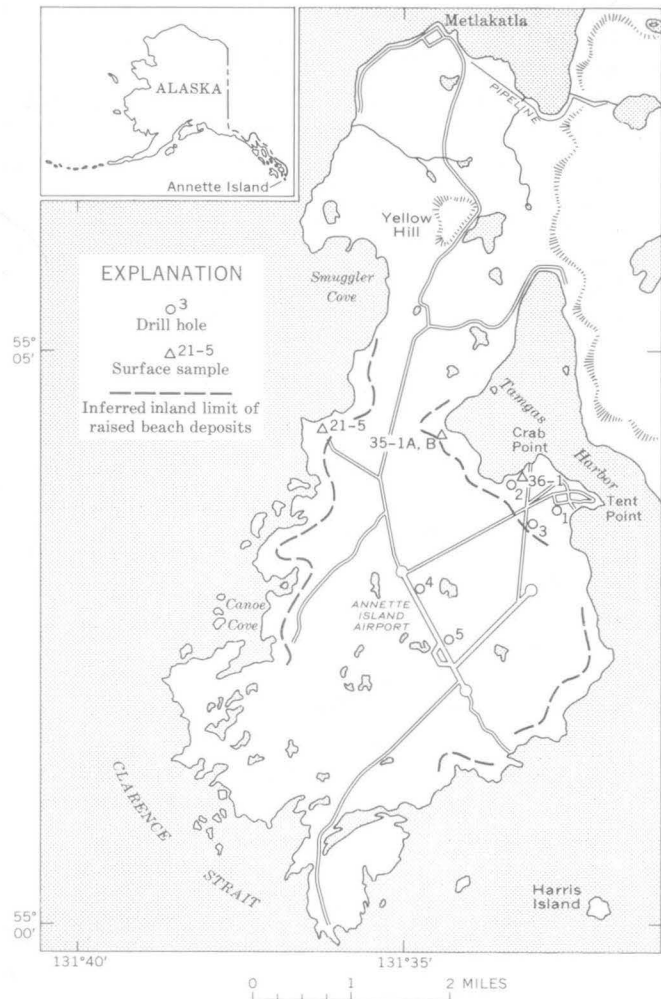 Metlakatla
PIPELINE
ALASKA
Annette Island
Yellow
Hill
EXPLANATION
3
Drill hole
21-5
Surface sample
Inferred inland limit of
raised beach deposits
Smuggler
Cove
55°
05'
Tamgas
Harbor
21-5
35-1A, B
Crab
Point
36-1
2
1
Tent
Point
3
4
ANNETTE
ISLAND
AIRPORT
5
Canoe
Cove
CLARENCE
STRAIT
Harris
Island
55°
00'
131°40'
131°35'
0 1 2 MILES